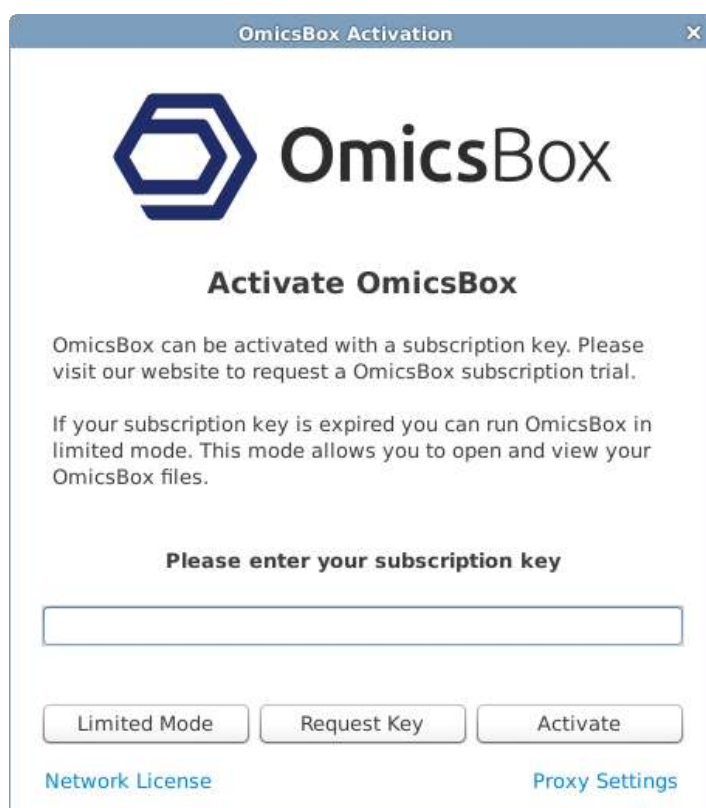 OmicsBox Activation
OmicsBox
Activate OmicsBox
OmicsBox can be activated with a subscription key. Please
visit our website to request a OmicsBox subscription trial.
If your subscription key is expired you can run OmicsBox in
limited mode. This mode allows you to open and view your
OmicsBox files.
Please enter your subscription key
Limited Mode Request Key Activate
Network License Proxy Settings